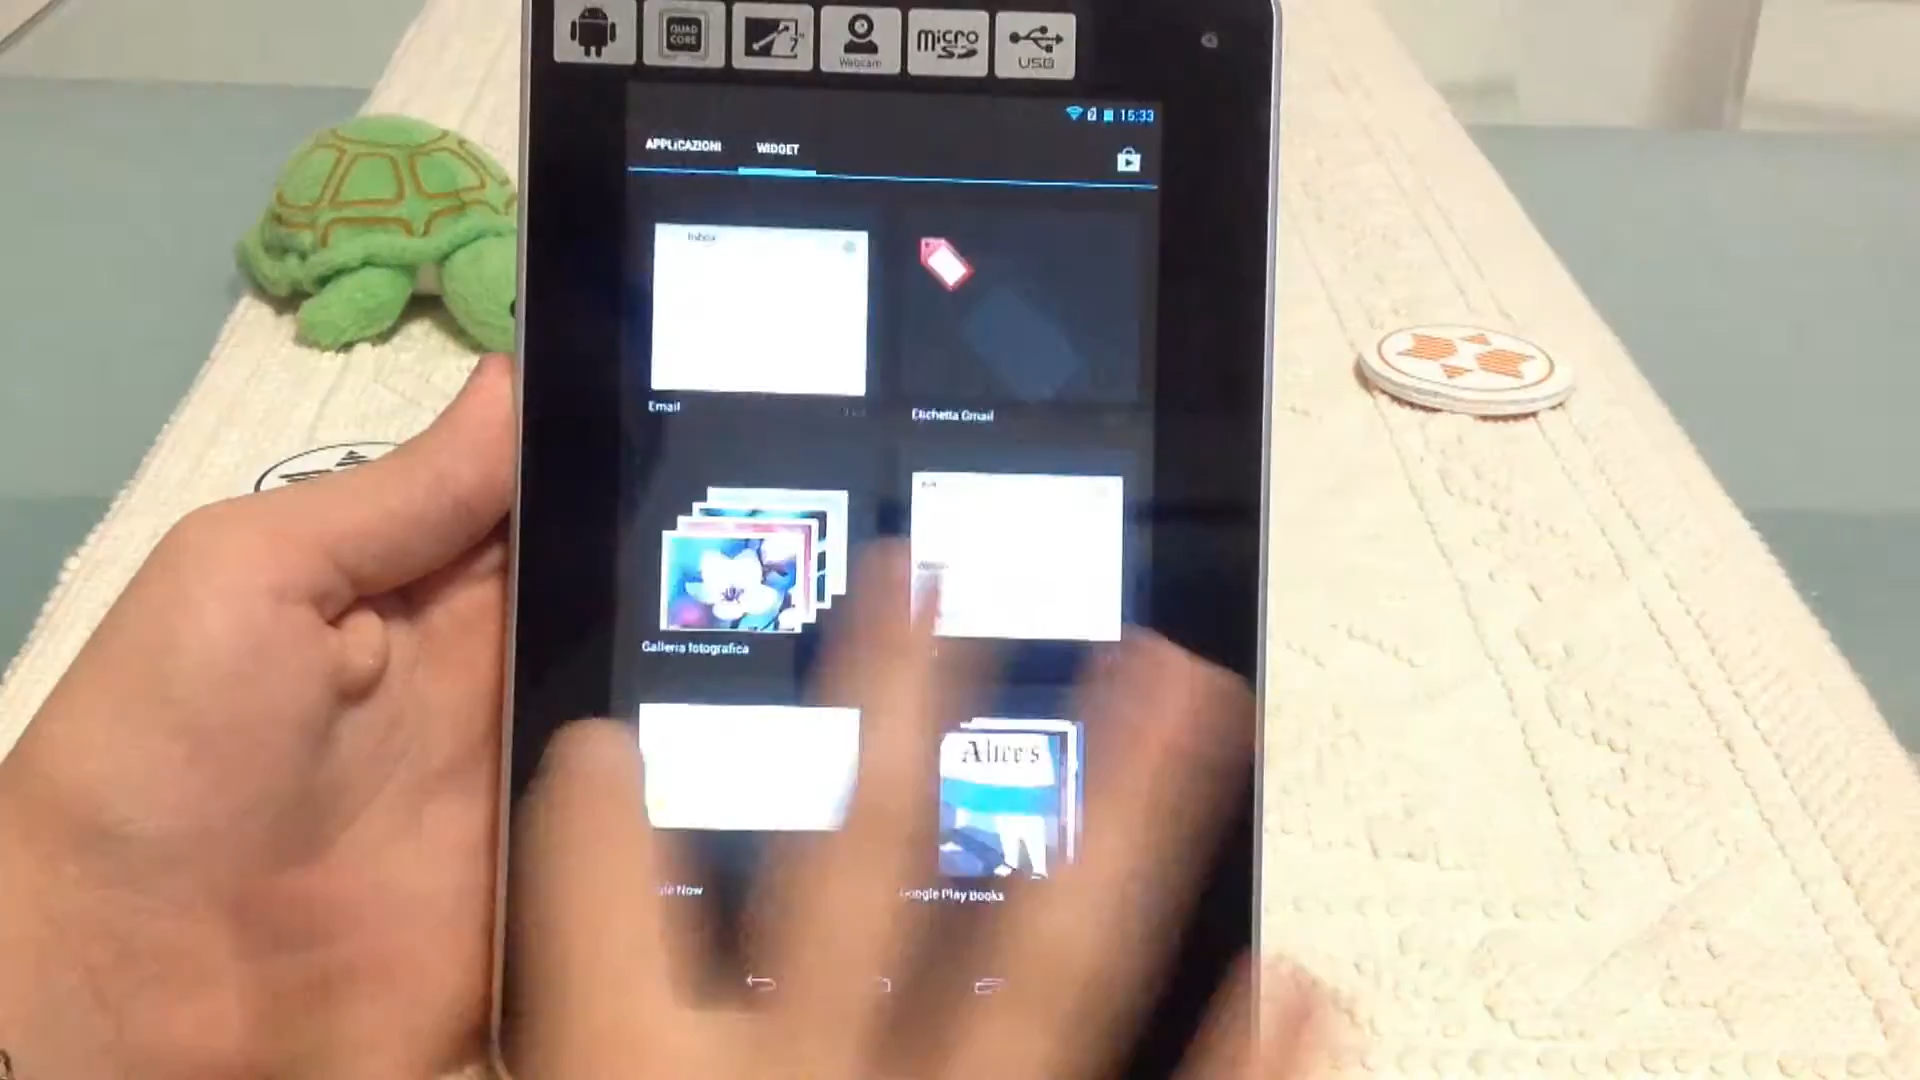 QUAD
CORE
7"
Webcam
micro
SD
USB
15:33
APPLICAZIONI WIDGET
Inbox
Email
Etichetta Gmail
Galleria fotografica
Alice's
Now
Google Play Books